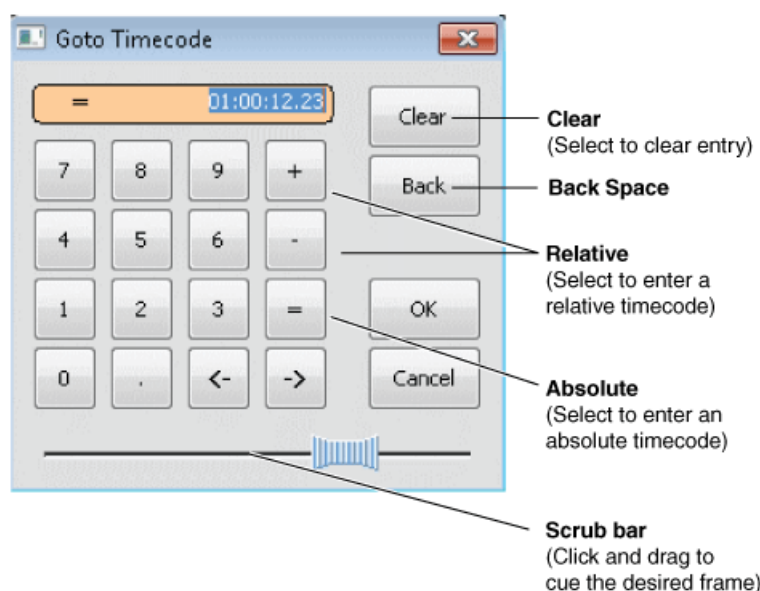 Goto Timecode
= 01:00:12.23
Clear
Back
7 8 9 +
4 5 6 -
1 2 3 =
0 . <- ->
OK
Cancel
Clear
(Select to clear entry)
Back Space
Relative
(Select to enter a
relative timecode)
Absolute
(Select to enter an
absolute timecode)
Scrub bar
(Click and drag to
cue the desired frame)